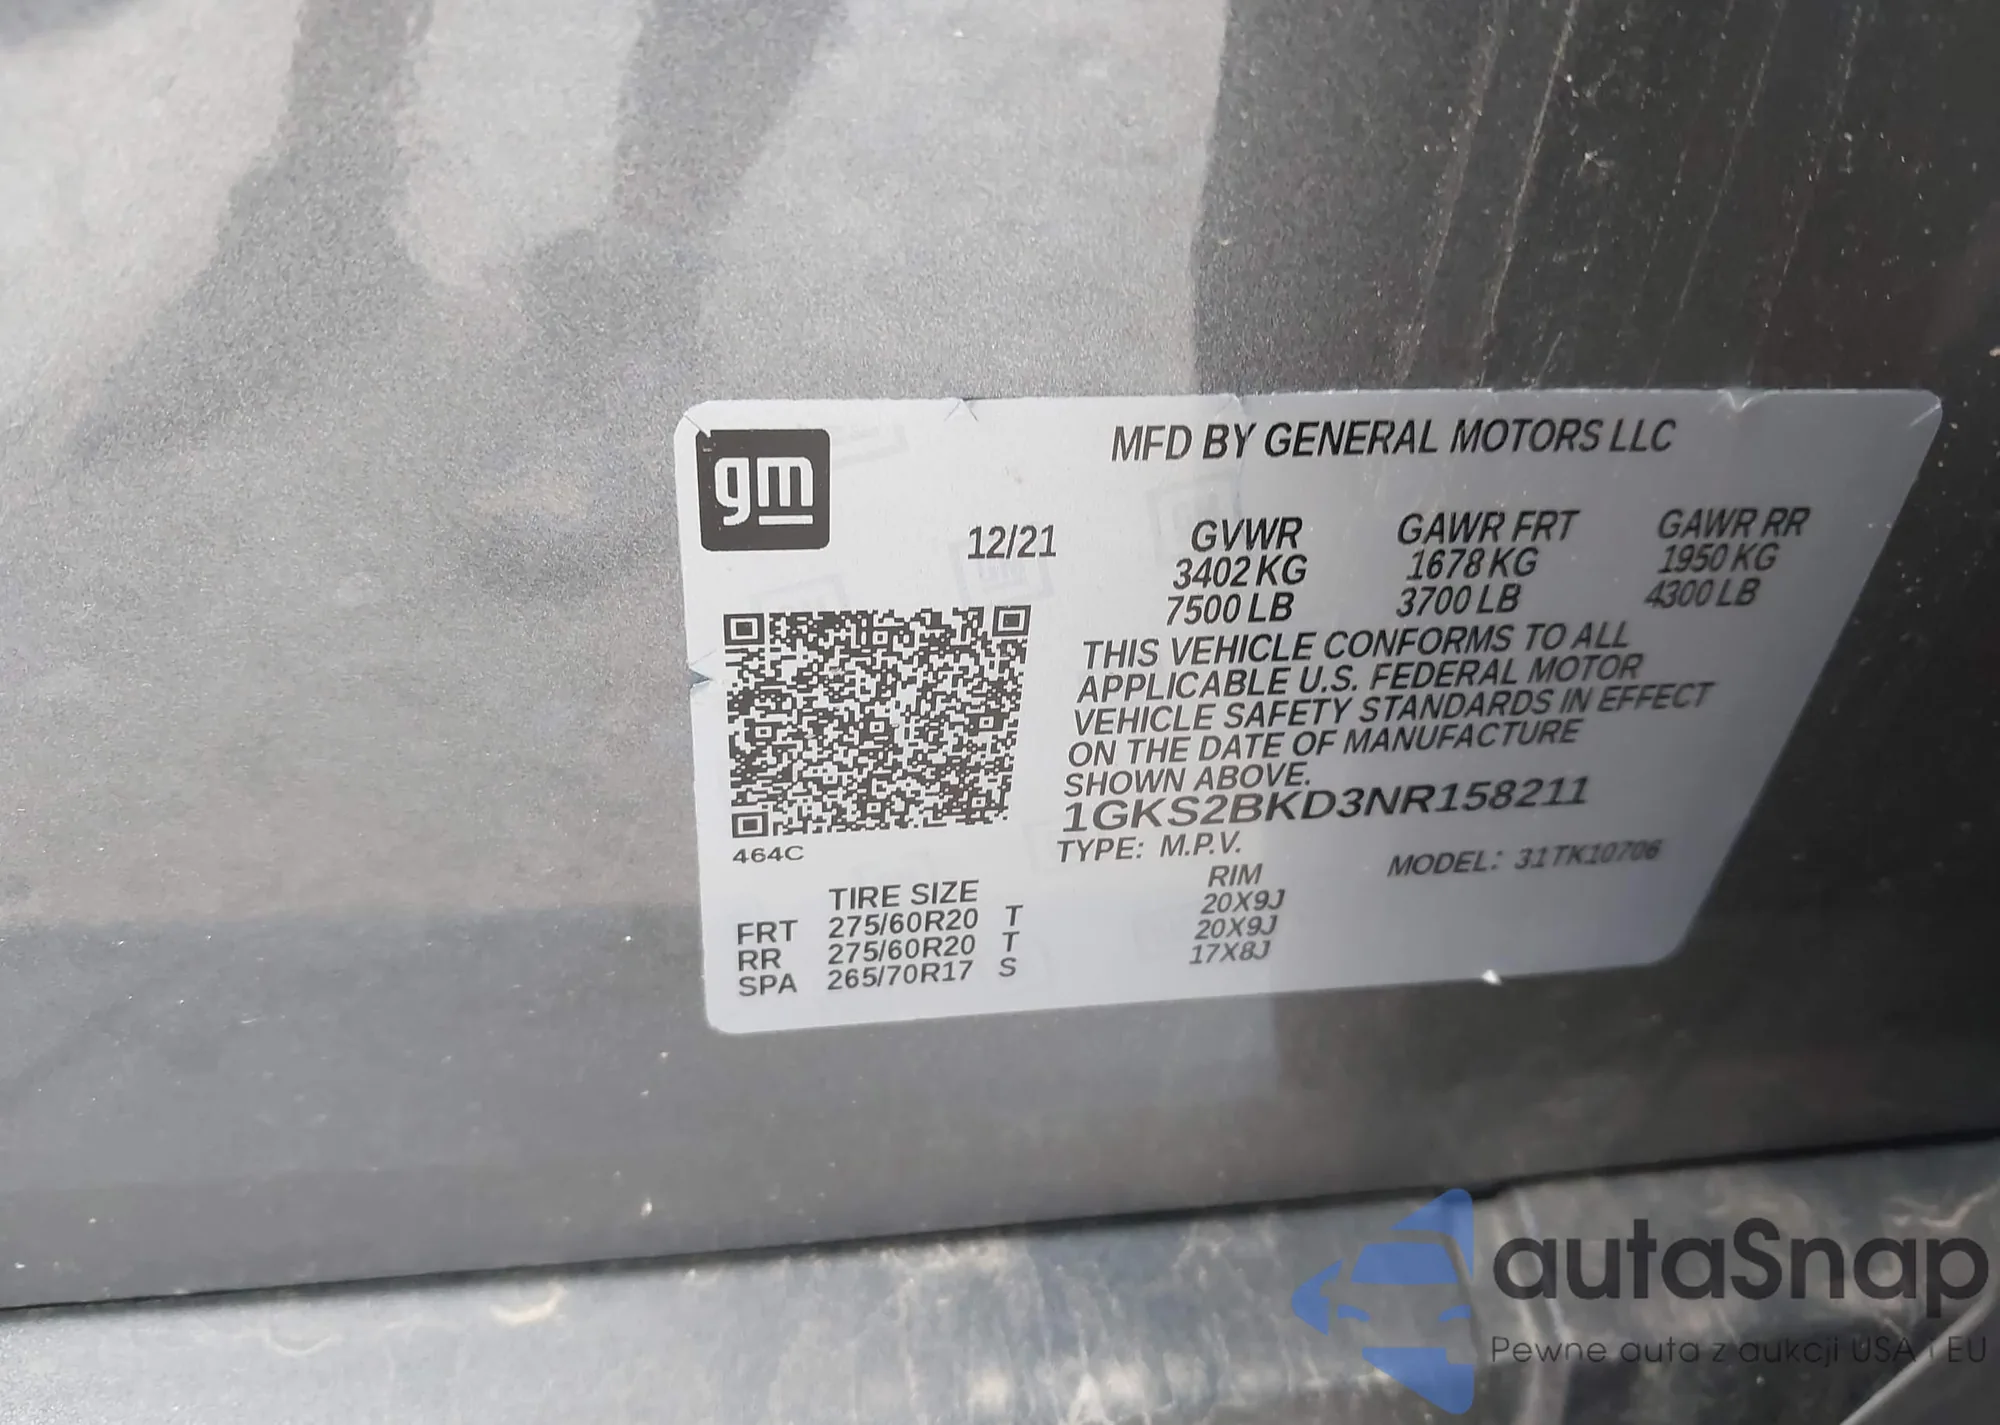 gm
MFD BY GENERAL MOTORS LLC
12/21
GVWR GAWR FRT GAWR RR
3402 KG 1678 KG 1950 KG
7500 LB 3700 LB 4300 LB
THIS VEHICLE CONFORMS TO ALL
APPLICABLE U.S. FEDERAL MOTOR
VEHICLE SAFETY STANDARDS IN EFFECT
ON THE DATE OF MANUFACTURE
SHOWN ABOVE.
1GKS2BKD3NR158211
464C
TYPE: M.P.V. MODEL: 31TK10706
TIRE SIZE RIM
FRT 275/60R20 T 20X9J
RR 275/60R20 T 20X9J
SPA 265/70R17 S 17X8J
autaSnap
Pewne auta z aukcji USA i EU